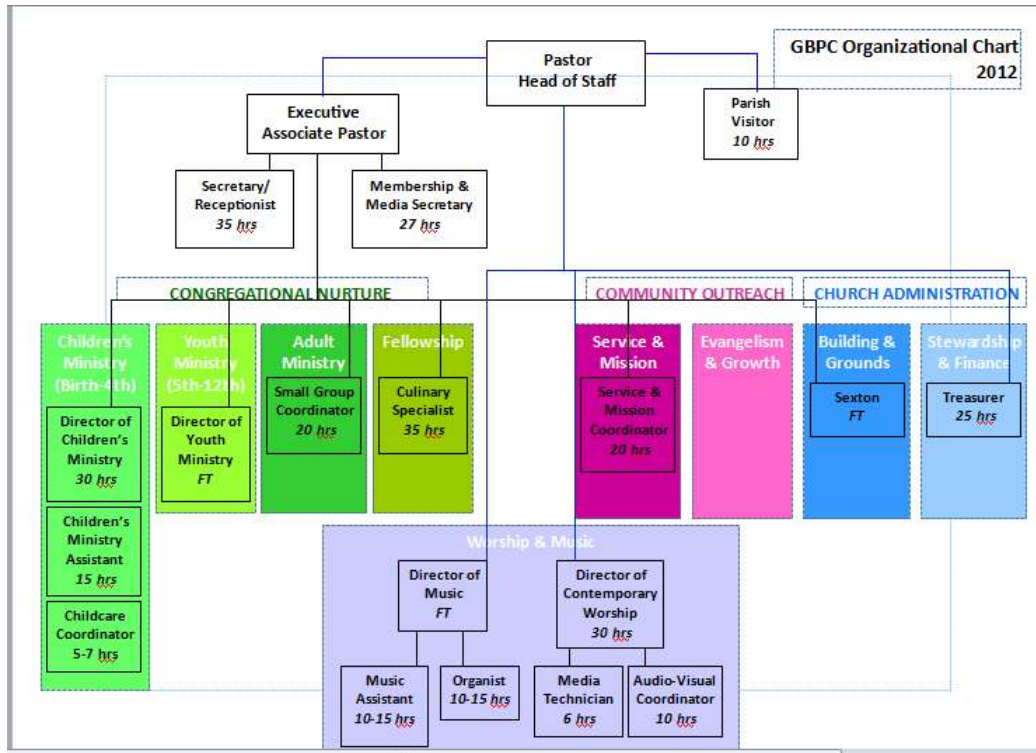 GBPC Organizational Chart
2012
Pastor
Head of Staff
Executive
Associate Pastor
Parish
Visitor
10 hrs
Secretary/
Receptionist
35 hrs
Membership &
Media Secretary
27 hrs
CONGREGATIONAL NURTURE
COMMUNITY OUTREACH
CHURCH ADMINISTRATION
Children's
Ministry
(Birth-4th)
Director of
Children's
Ministry
30 hrs
Children's
Ministry
Assistant
15 hrs
Childcare
Coordinator
5-7 hrs
Youth
Ministry
(5th-12th)
Director of
Youth
Ministry
FT
Adult
Ministry
Small Group
Coordinator
20 hrs
Fellowship
Culinary
Specialist
35 hrs
Service &
Mission
Service &
Mission
Coordinator
20 hrs
Evangelism
& Growth
Building &
Grounds
Sexton
FT
Stewardship
& Finance
Treasurer
25 hrs
Worship & Music
Director of
Music
FT
Director of
Contemporary
Worship
30 hrs
Music
Assistant
10-15 hrs
Organist
10-15 hrs
Media
Technician
6 hrs
Audio-Visual
Coordinator
10 hrs